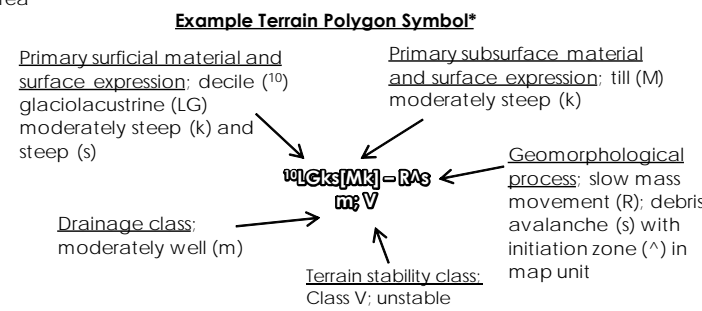 ea
Example Terrain Polygon Symbol*
Primary surficial material and
surface expression; decile (¹⁰)
glaciolacustrine (LG)
moderately steep (k) and
steep (s)
Primary subsurface material
and surface expression; till (M)
moderately steep (k)
¹⁰LGks[Mk] – R^s
m; V
Geomorphological
process; slow mass
movement (R); debris
avalanche (s) with
initiation zone (^) in
map unit
Drainage class;
moderately well (m)
Terrain stability class;
Class V; unstable